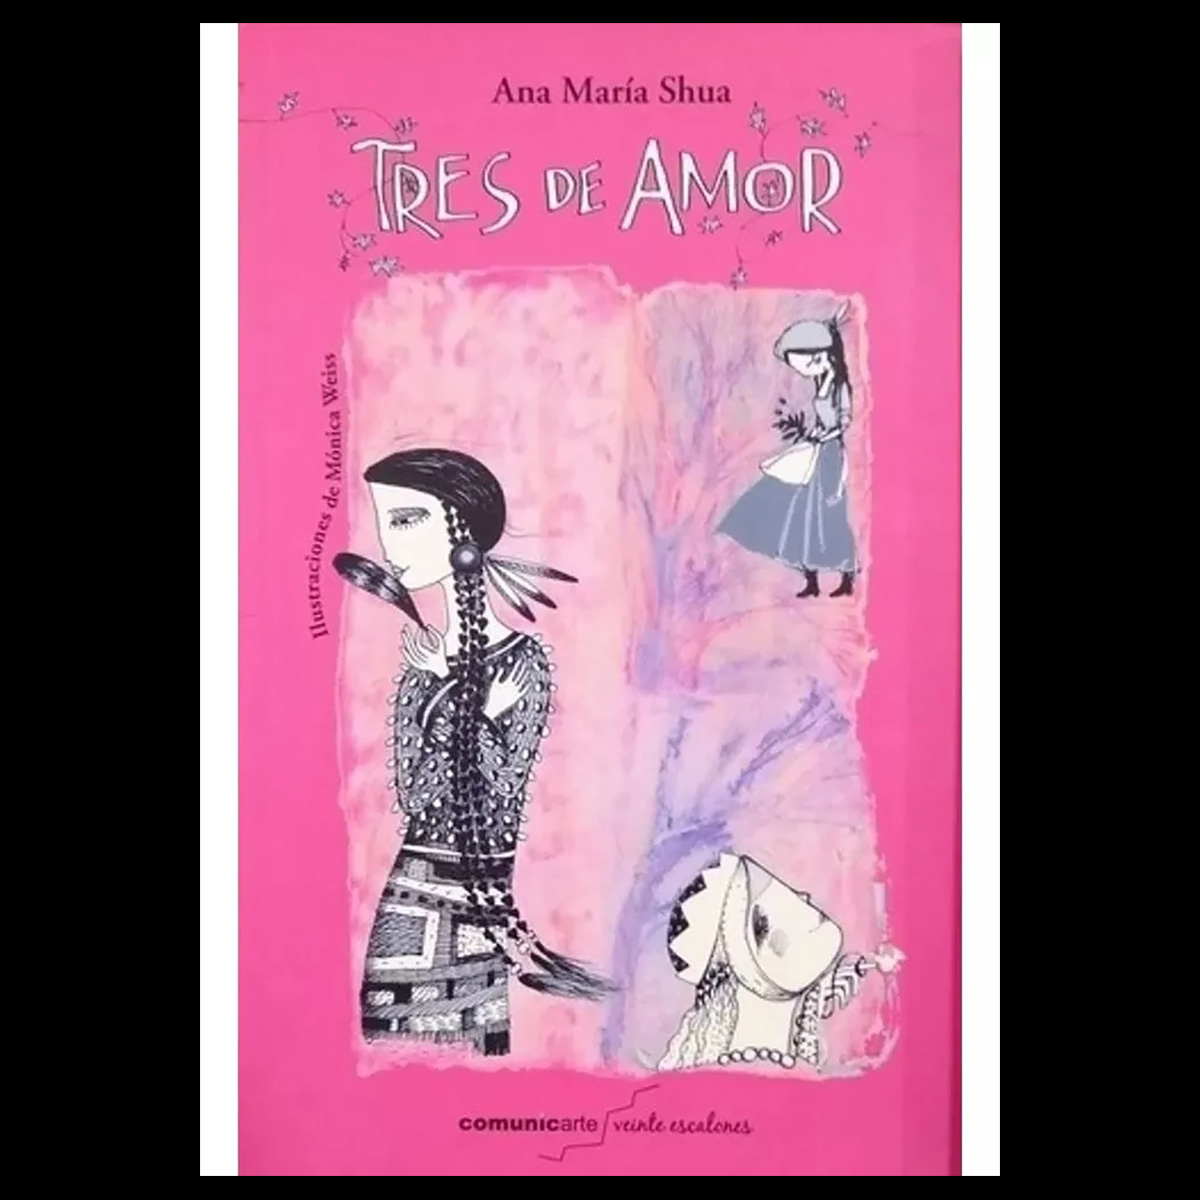 Ana María Shua
TRES DE AMOR
Ilustraciones de Mónica Weiss
comunicarte veinte escalones